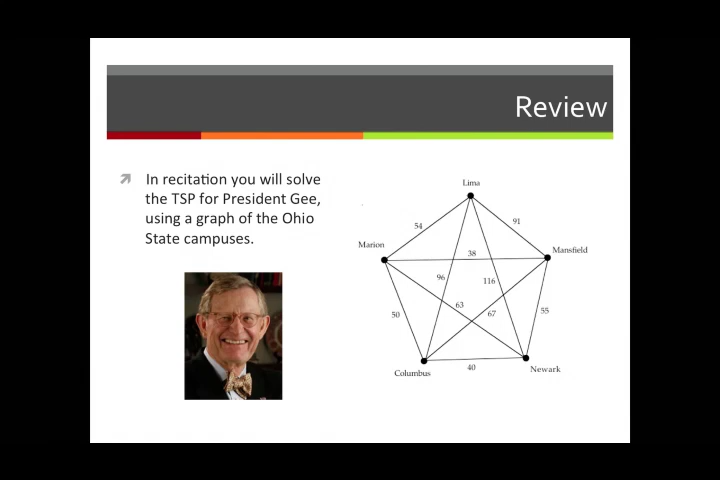 Review
In recitation you will solve
the TSP for President Gee,
using a graph of the Ohio
State campuses.
Lima
54
91
Marion
Mansfield
38
96
116
63
67
50
55
40
Columbus
Newark